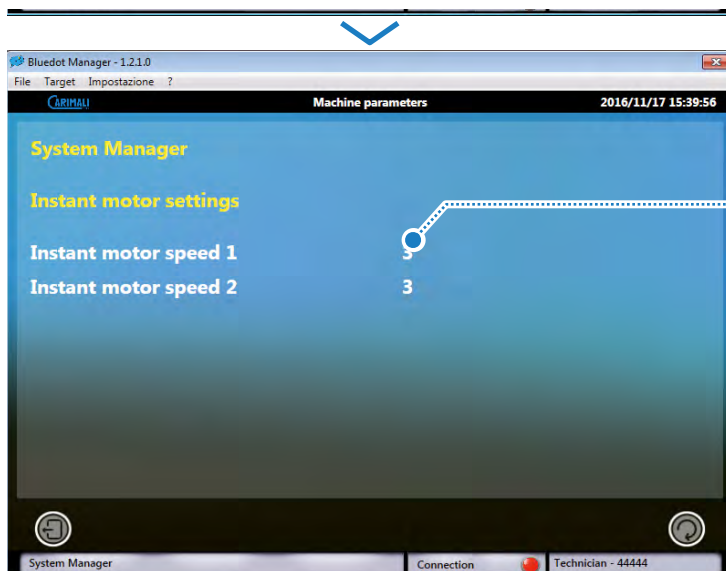 Bluedot Manager - 1.2.1.0
File Target Impostazione ?
CARIMALI Machine parameters 2016/11/17 15:39:56
System Manager
Instant motor settings
Instant motor speed 1 3
Instant motor speed 2 3
System Manager Connection Technician - 44444